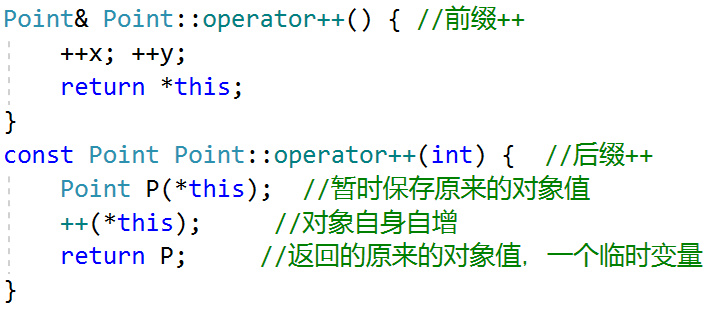 Point& Point::operator++() { //前缀++
    ++x; ++y;
    return *this;
}
const Point Point::operator++(int) {  //后缀++
    Point P(*this);  //暂时保存原来的对象值
    ++(*this);     //对象自身自增
    return P;     //返回的原来的对象值，一个临时变量
}